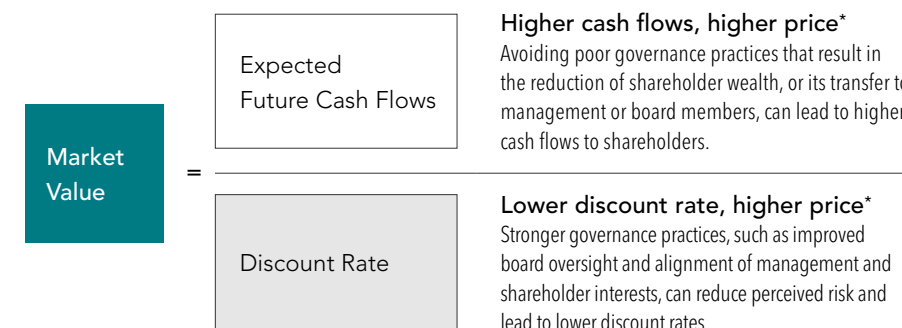 Higher cash flows, higher price*
Expected
Future Cash Flows
Avoiding poor governance practices that result in
the reduction of shareholder wealth, or its transfer to
management or board members, can lead to higher
cash flows to shareholders.
Market
Value
=
Lower discount rate, higher price*
Discount Rate
Stronger governance practices, such as improved
board oversight and alignment of management and
shareholder interests, can reduce perceived risk and
lead to lower discount rates